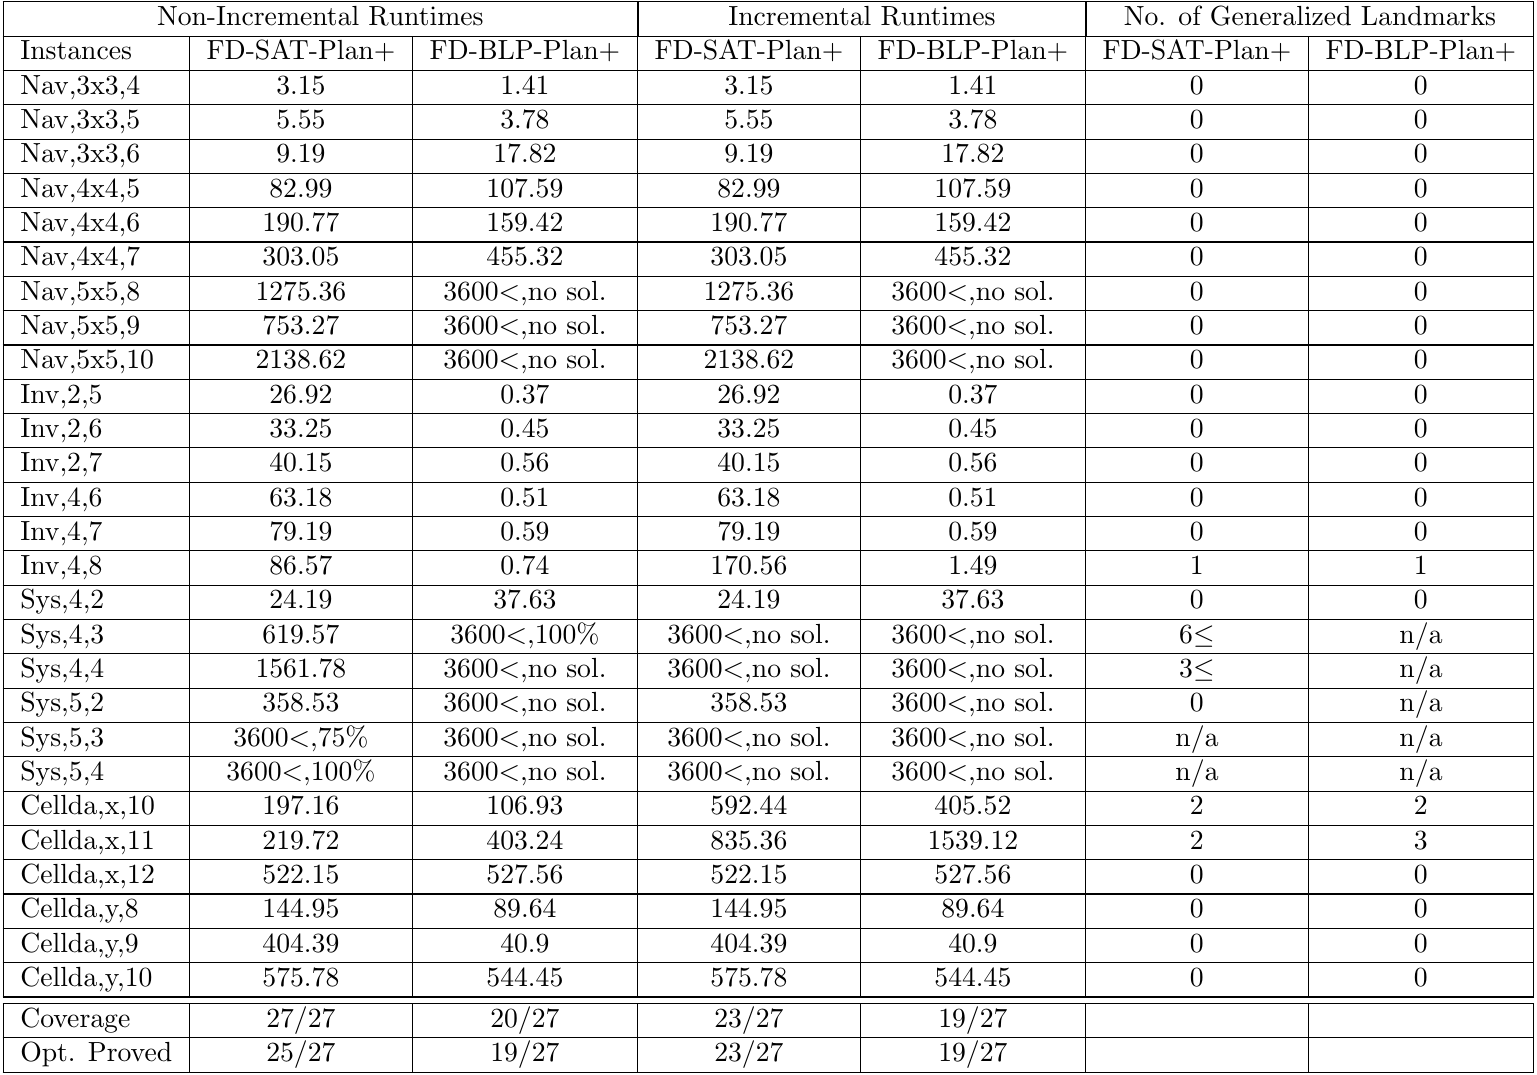 Non-Incremental Runtimes Incremental Runtimes No. of Generalized Landmarks
Instances FD-SAT-Plan+ FD-BLP-Plan+ FD-SAT-Plan+ FD-BLP-Plan+ FD-SAT-Plan+ FD-BLP-Plan+
Nav,3x3,4 3.15 1.41 3.15 1.41 0 0
Nav,3x3,5 5.55 3.78 5.55 3.78 0 0
Nav,3x3,6 9.19 17.82 9.19 17.82 0 0
Nav,4x4,5 82.99 107.59 82.99 107.59 0 0
Nav,4x4,6 190.77 159.42 190.77 159.42 0 0
Nav,4x4,7 303.05 455.32 303.05 455.32 0 0
Nav,5x5,8 1275.36 3600<,no sol. 1275.36 3600<,no sol. 0 0
Nav,5x5,9 753.27 3600<,no sol. 753.27 3600<,no sol. 0 0
Nav,5x5,10 2138.62 3600<,no sol. 2138.62 3600<,no sol. 0 0
Inv,2,5 26.92 0.37 26.92 0.37 0 0
Inv,2,6 33.25 0.45 33.25 0.45 0 0
Inv,2,7 40.15 0.56 40.15 0.56 0 0
Inv,4,6 63.18 0.51 63.18 0.51 0 0
Inv,4,7 79.19 0.59 79.19 0.59 0 0
Inv,4,8 86.57 0.74 170.56 1.49 1 1
Sys,4,2 24.19 37.63 24.19 37.63 0 0
Sys,4,3 619.57 3600<,100% 3600<,no sol. 3600<,no sol. 6≤ n/a
Sys,4,4 1561.78 3600<,no sol. 3600<,no sol. 3600<,no sol. 3≤ n/a
Sys,5,2 358.53 3600<,no sol. 358.53 3600<,no sol. 0 n/a
Sys,5,3 3600<,75% 3600<,no sol. 3600<,no sol. 3600<,no sol. n/a n/a
Sys,5,4 3600<,100% 3600<,no sol. 3600<,no sol. 3600<,no sol. n/a n/a
Cellda,x,10 197.16 106.93 592.44 405.52 2 2
Cellda,x,11 219.72 403.24 835.36 1539.12 2 3
Cellda,x,12 522.15 527.56 522.15 527.56 0 0
Cellda,y,8 144.95 89.64 144.95 89.64 0 0
Cellda,y,9 404.39 40.9 404.39 40.9 0 0
Cellda,y,10 575.78 544.45 575.78 544.45 0 0
Coverage 27/27 20/27 23/27 19/27
Opt. Proved 25/27 19/27 23/27 19/27